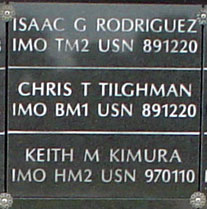 ISAAC G RODRIGUEZ
IMO TM2 USN 891220
CHRIS T TILGHMAN
IMO BM1 USN 891220
KEITH M KIMURA
IMO HM2 USN 970110